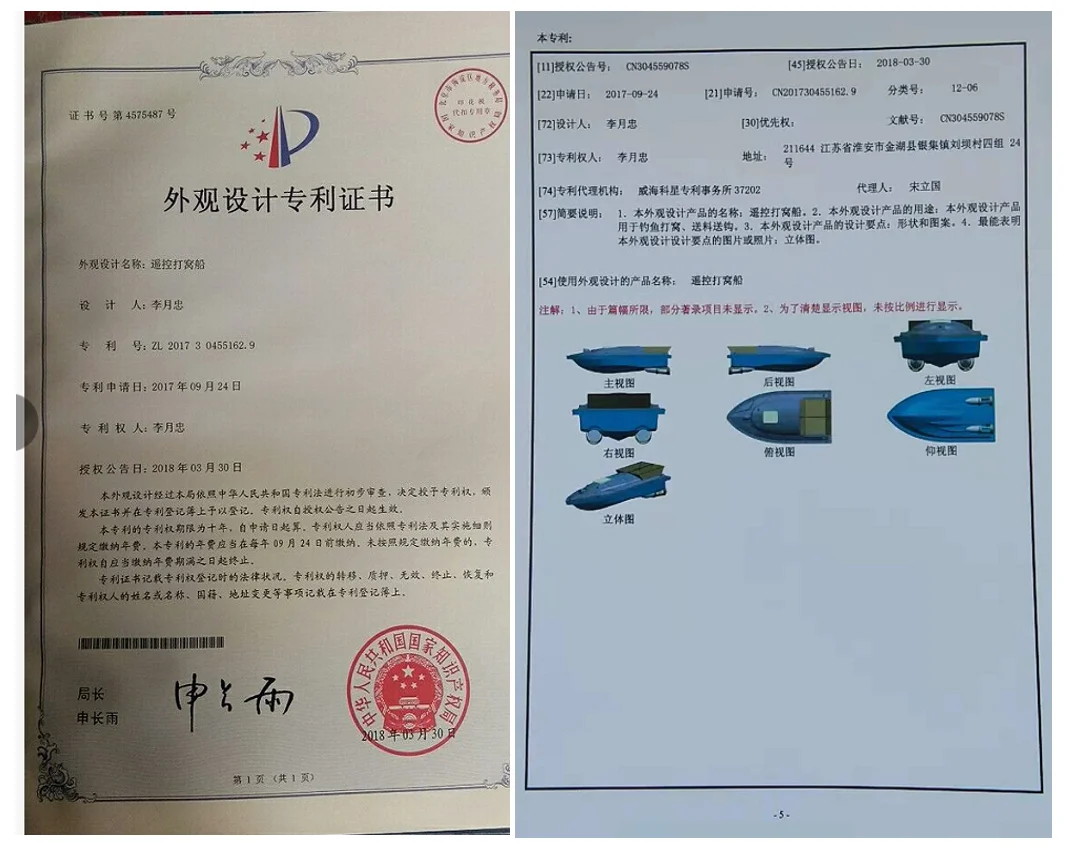 证书号第4575487号
外观设计专利证书
外观设计名称：遥控打窝船
设 计 人：李月忠
专 利 号：ZL 2017 3 0455162.9
专利申请日：2017年09月24日
专 利 权 人：李月忠
授权公告日：2018年03月30日
本外观设计经过本局依照中华人民共和国专利法进行初步审查，决定授予专利权，颁
发本证书并在专利登记簿上予以登记。专利权自授权公告之日起生效。
本专利的专利权期限为十年，自申请日起算。专利权人应当依照专利法及其实施细则
规定缴纳年费。本专利的年费应当在每年09月24日前缴纳。未按照规定缴纳年费的，专
利权自应当缴纳年费期满之日起终止。
专利证书记载专利权登记时的法律状况。专利权的转移、质押、无效、终止、恢复和
专利权人的姓名或名称、国籍、地址变更等事项记载在专利登记簿上。
局长
申长雨
申长雨
中华人民共和国国家知识产权局
2018年03月30日
第1页（共1页）
本专利：
[11]授权公告号： CN304559078S [45]授权公告日： 2018-03-30
[22]申请日： 2017-09-24 [21]申请号： CN201730455162.9 分类号： 12-06
[72]设计人： 李月忠 [30]优先权： 文献号： CN304559078S
[73]专利权人： 李月忠 地址： 211644 江苏省淮安市金湖县银集镇刘坝村四组 24
号
[74]专利代理机构： 威海科星专利事务所 37202 代理人： 宋立国
[57]简要说明： 1．本外观设计产品的名称：遥控打窝船。2．本外观设计产品的用途：本外观设计产品
用于钓鱼打窝、送料送钩。3．本外观设计产品的设计要点：形状和图案。4．最能表明
本外观设计设计要点的图片或照片：立体图。
[54]使用外观设计的产品名称： 遥控打窝船
注解：1、由于篇幅所限，部分著录项目未显示。2、为了清楚显示视图，未按比例进行显示。
主视图 后视图 左视图
右视图 俯视图 仰视图
立体图
- 5 -